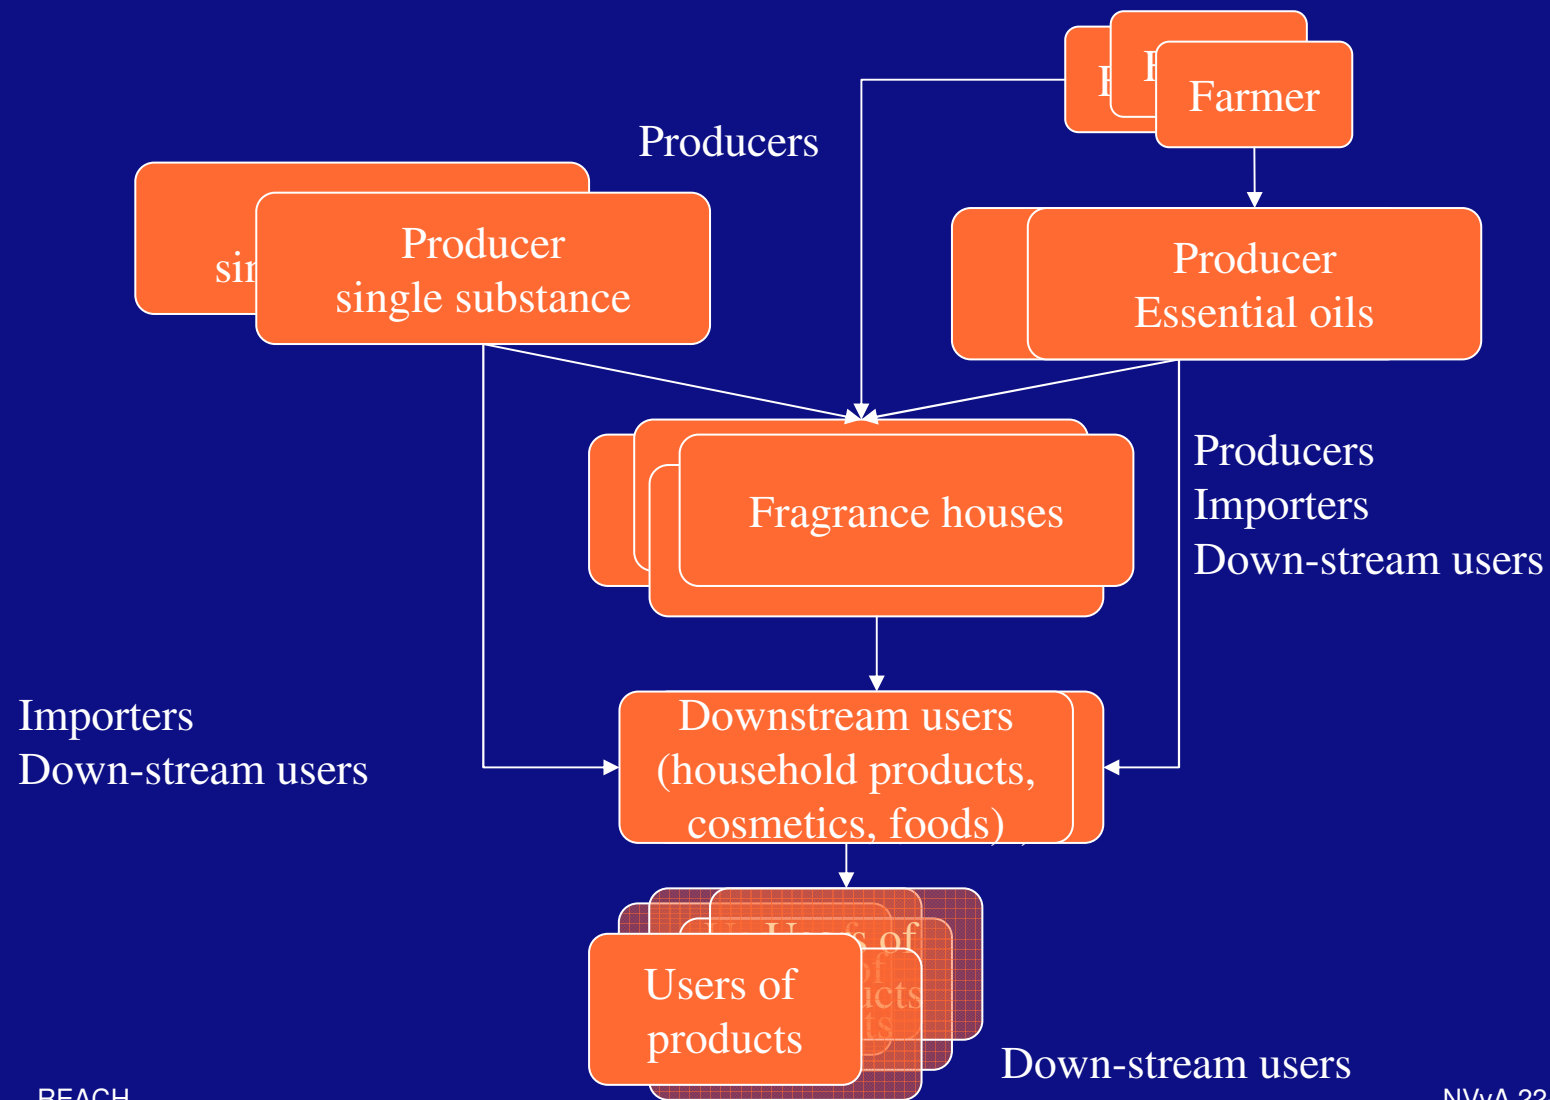 Farmer
Producers
Producer
single substance
Producer
Essential oils
Fragrance houses
Producers
Importers
Down-stream users
Importers
Down-stream users
Downstream users
(household products,
cosmetics, foods)
Users of
products
Down-stream users
REACH